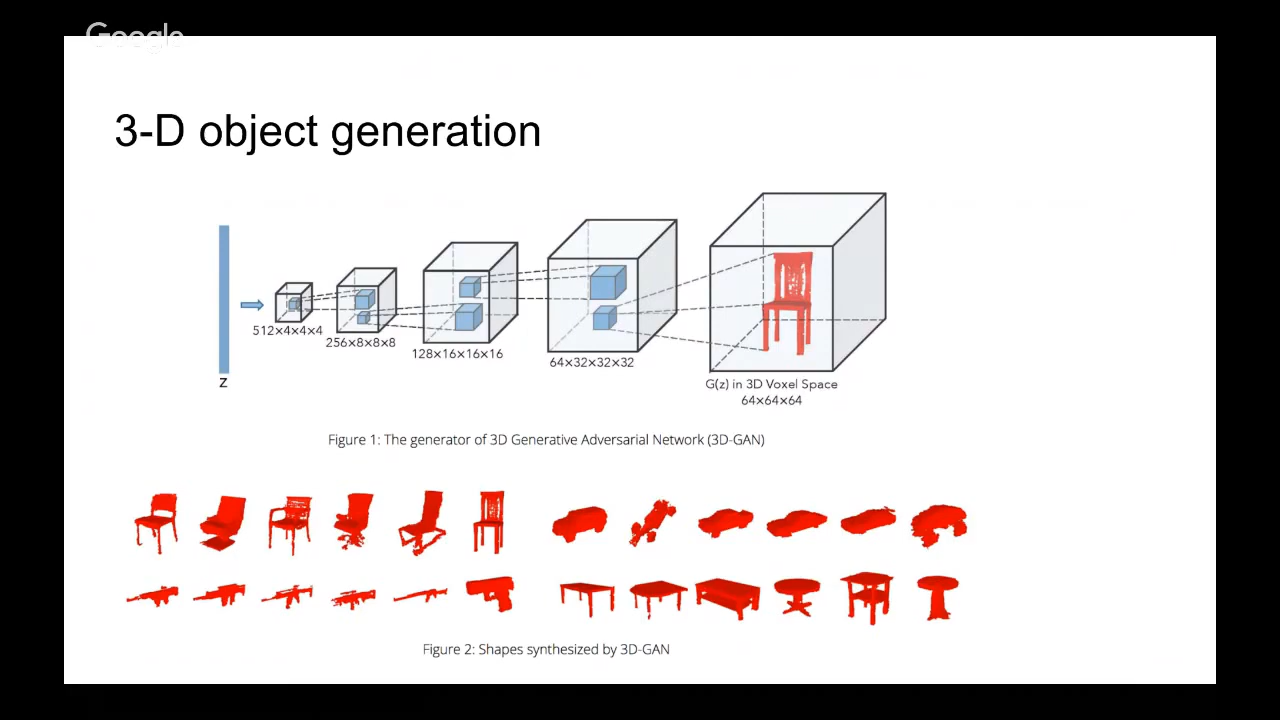 Google
3-D object generation
z
512×4×4×4
256×8×8×8
128×16×16×16
64×32×32×32
G(z) in 3D Voxel Space
64×64×64
Figure 1: The generator of 3D Generative Adversarial Network (3D-GAN)
Figure 2: Shapes synthesized by 3D-GAN